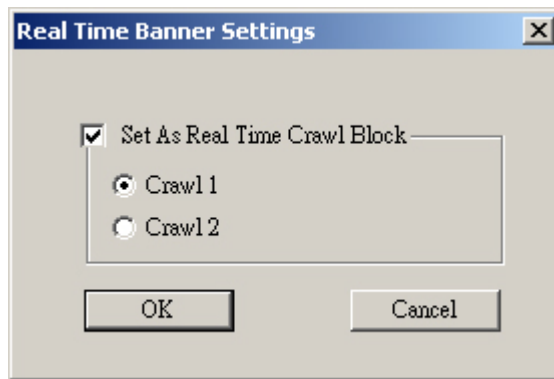 Real Time Banner Settings
Set As Real Time Crawl Block
Crawl 1
Crawl 2
OK
Cancel